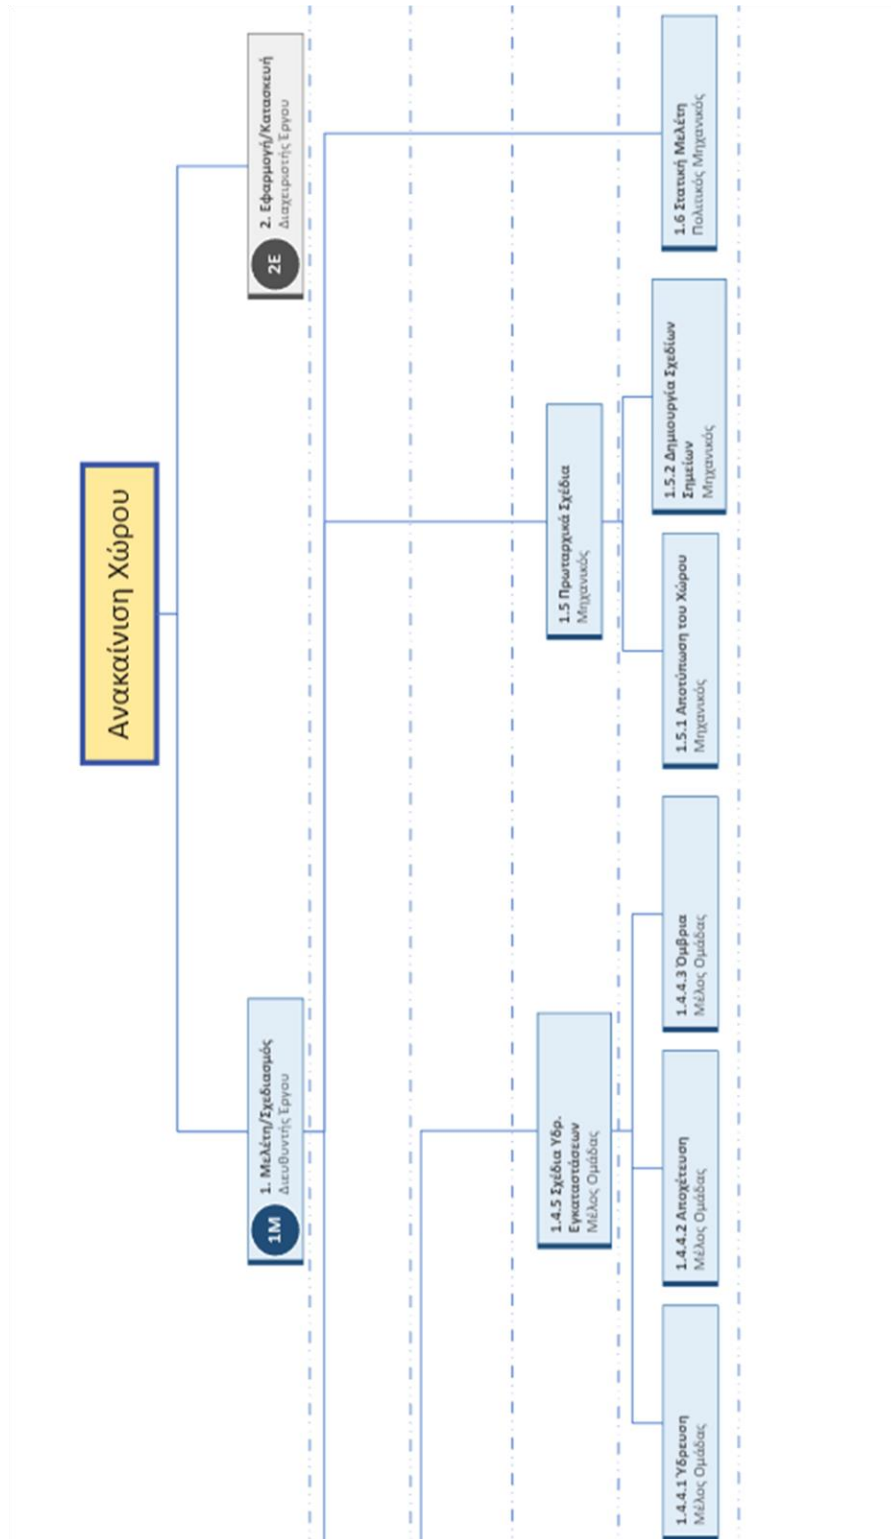 Ανακαίνιση Χώρου
1M
1. Μελέτη/Σχεδιασμός
Διευθυντής Έργου
2E
2. Εφαρμογή/Κατασκευή
Διαχειριστής Έργου
1.4.5 Σχέδια Υδρ.
Εγκαταστάσεων
Μέλος Ομάδας
1.5 Πρωταρχικά Σχέδια
Μηχανικός
1.4.4.1 Ύδρευση
Μέλος Ομάδας
1.4.4.2 Αποχέτευση
Μέλος Ομάδας
1.4.4.3 Όμβρια
Μέλος Ομάδας
1.5.1 Αποτύπωση του Χώρου
Μηχανικός
1.5.2 Δημιουργία Σχεδίων
Σημείων
Μηχανικός
1.6 Στατική Μελέτη
Πολιτικός Μηχανικός